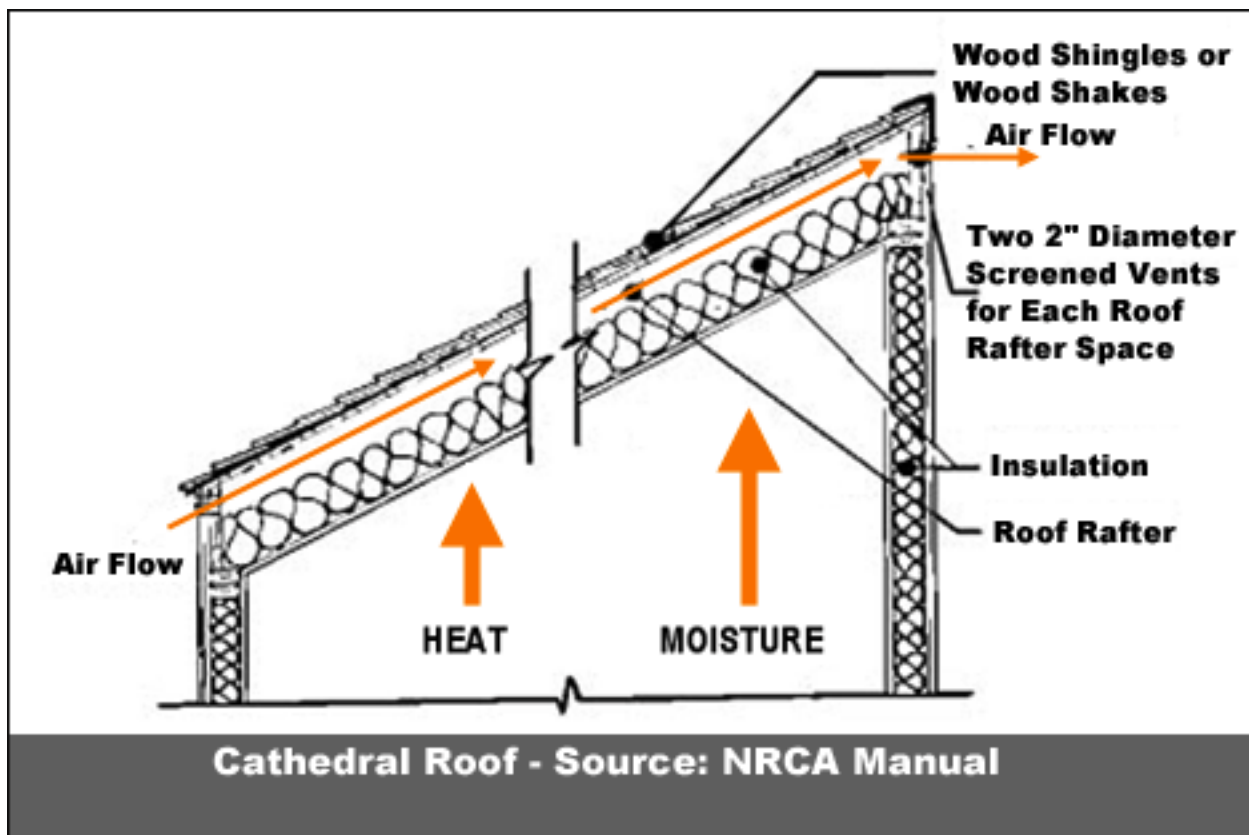 Wood Shingles or
Wood Shakes
Air Flow
Two 2" Diameter
Screened Vents
for Each Roof
Rafter Space
Insulation
Roof Rafter
Air Flow
HEAT
MOISTURE
Cathedral Roof - Source: NRCA Manual